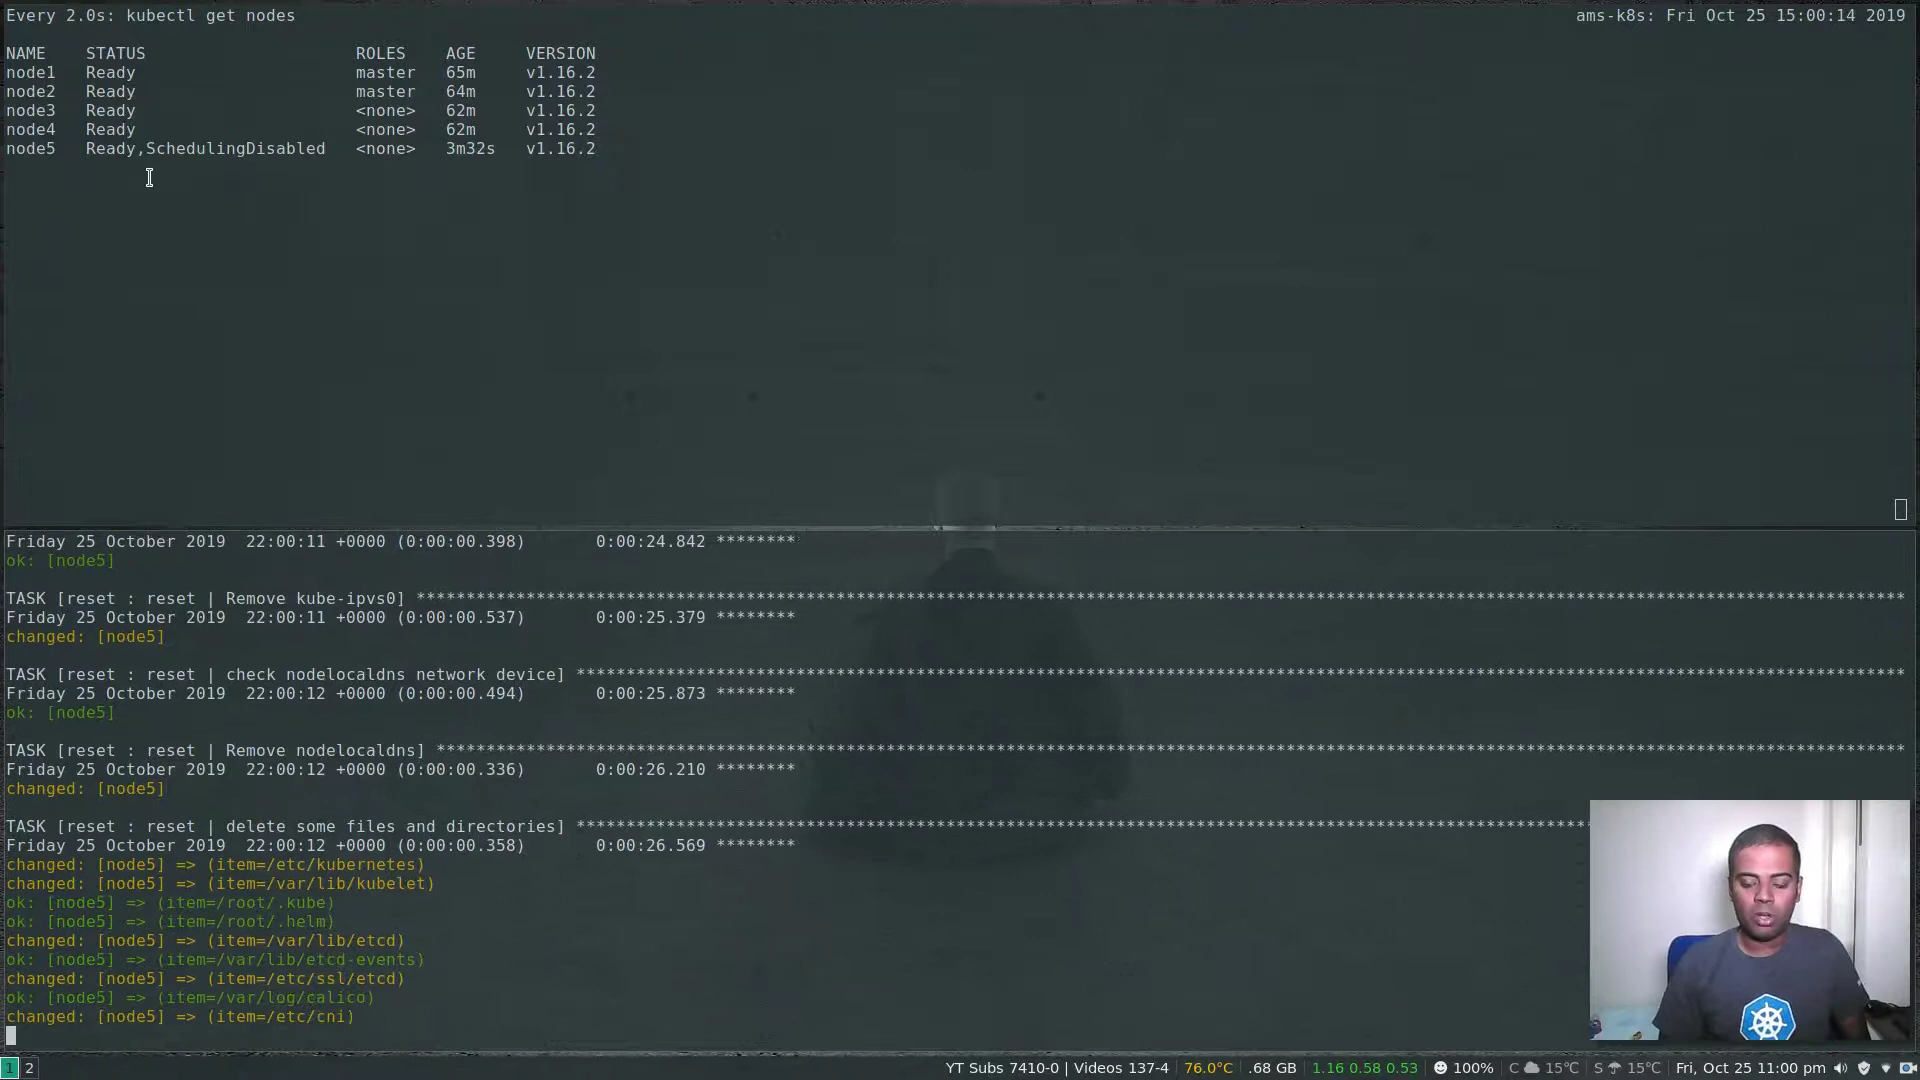 Every 2.0s: kubectl get nodes ams-k8s: Fri Oct 25 15:00:14 2019
NAME STATUS ROLES AGE VERSION
node1 Ready master 65m v1.16.2
node2 Ready master 64m v1.16.2
node3 Ready <none> 62m v1.16.2
node4 Ready <none> 62m v1.16.2
node5 Ready,SchedulingDisabled <none> 3m32s v1.16.2
Friday 25 October 2019 22:00:11 +0000 (0:00:00.398) 0:00:24.842 ********
ok: [node5]
TASK [reset : reset | Remove kube-ipvs0] *****************************************************************************************************************************************************
Friday 25 October 2019 22:00:11 +0000 (0:00:00.537) 0:00:25.379 ********
changed: [node5]
TASK [reset : reset | check nodelocaldns network device] *************************************************************************************************************************************
Friday 25 October 2019 22:00:12 +0000 (0:00:00.494) 0:00:25.873 ********
ok: [node5]
TASK [reset : reset | Remove nodelocaldns] ***************************************************************************************************************************************************
Friday 25 October 2019 22:00:12 +0000 (0:00:00.336) 0:00:26.210 ********
changed: [node5]
TASK [reset : reset | delete some files and directories] *****************************************************************************************************
Friday 25 October 2019 22:00:12 +0000 (0:00:00.358) 0:00:26.569 ********
changed: [node5] => (item=/etc/kubernetes)
changed: [node5] => (item=/var/lib/kubelet)
ok: [node5] => (item=/root/.kube)
ok: [node5] => (item=/root/.helm)
changed: [node5] => (item=/var/lib/etcd)
ok: [node5] => (item=/var/lib/etcd-events)
changed: [node5] => (item=/etc/ssl/etcd)
ok: [node5] => (item=/var/log/calico)
changed: [node5] => (item=/etc/cni)
1 2 YT Subs 7410-0 | Videos 137-4 76.0°C .68 GB 1.16 0.58 0.53 100% C 15℃ S 15℃ Fri, Oct 25 11:00 pm